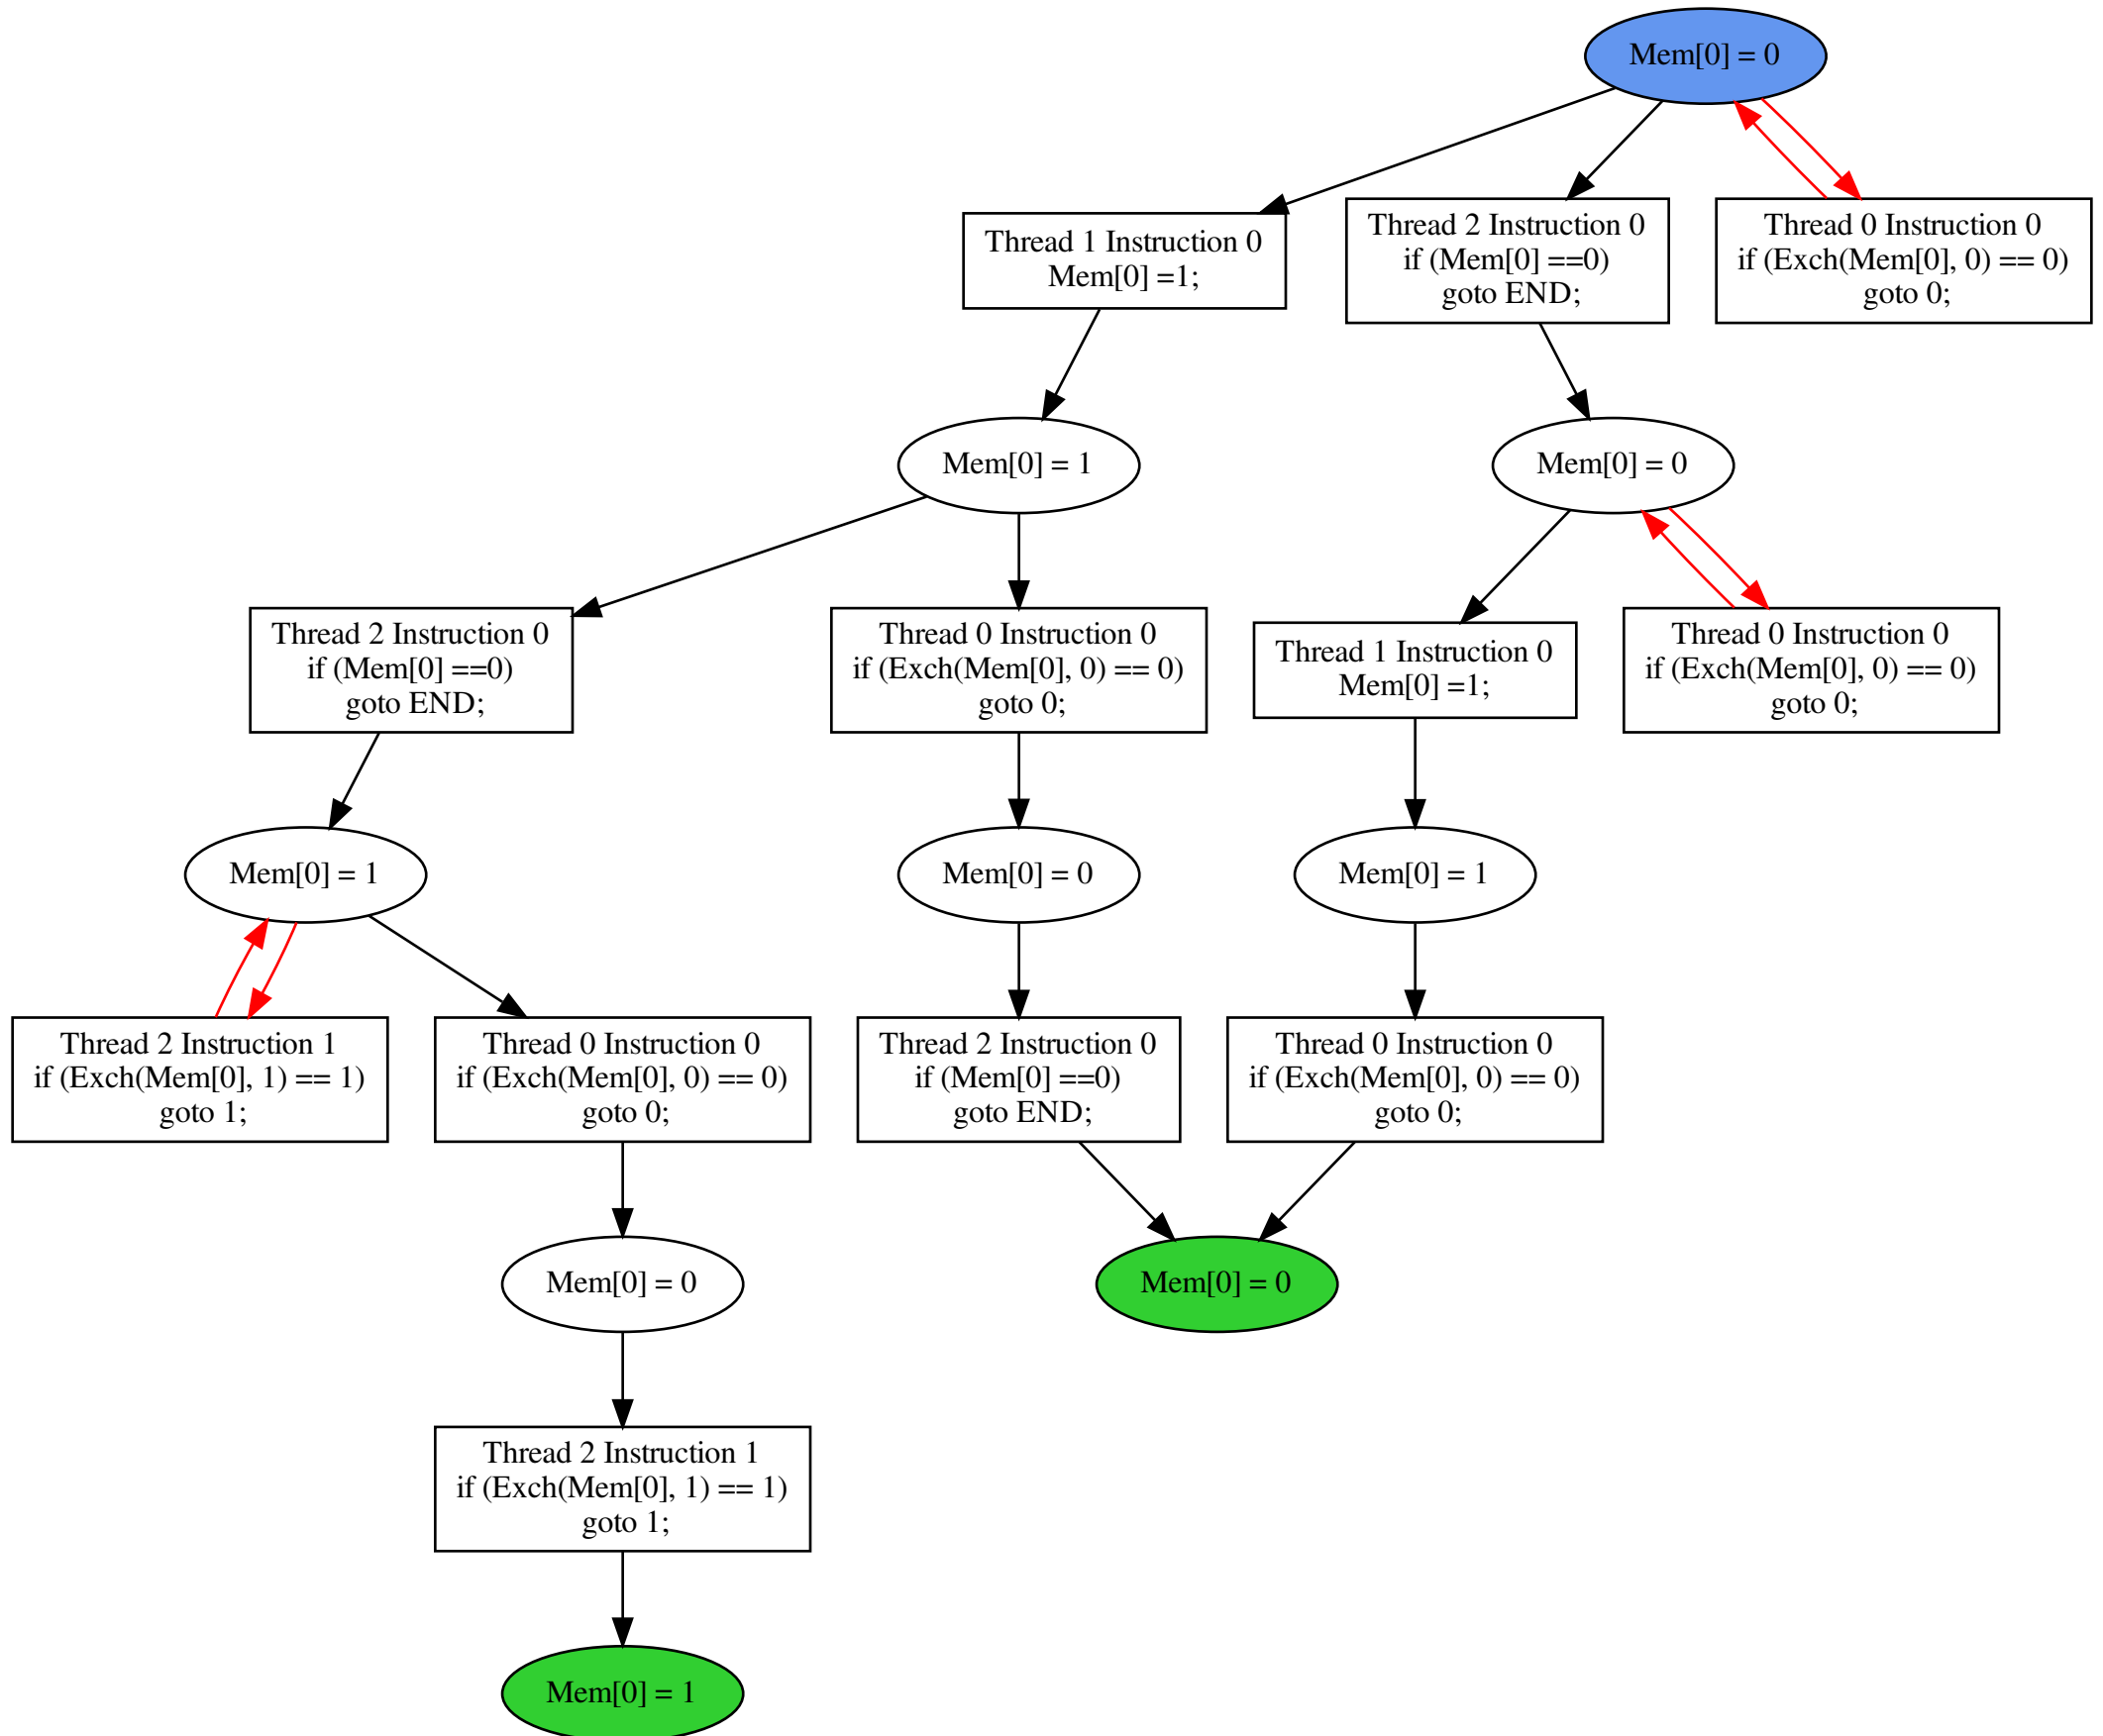 Mem[0] = 0
Thread 1 Instruction 0
Mem[0] =1;
Thread 2 Instruction 0
if (Mem[0] ==0)
goto END;
Thread 0 Instruction 0
if (Exch(Mem[0], 0) == 0)
goto 0;
Mem[0] = 1
Mem[0] = 0
Thread 2 Instruction 0
if (Mem[0] ==0)
goto END;
Thread 0 Instruction 0
if (Exch(Mem[0], 0) == 0)
goto 0;
Thread 1 Instruction 0
Mem[0] =1;
Thread 0 Instruction 0
if (Exch(Mem[0], 0) == 0)
goto 0;
Mem[0] = 1
Mem[0] = 0
Mem[0] = 1
Thread 2 Instruction 1
if (Exch(Mem[0], 1) == 1)
goto 1;
Thread 0 Instruction 0
if (Exch(Mem[0], 0) == 0)
goto 0;
Thread 2 Instruction 0
if (Mem[0] ==0)
goto END;
Thread 0 Instruction 0
if (Exch(Mem[0], 0) == 0)
goto 0;
Mem[0] = 0
Mem[0] = 0
Thread 2 Instruction 1
if (Exch(Mem[0], 1) == 1)
goto 1;
Mem[0] = 1